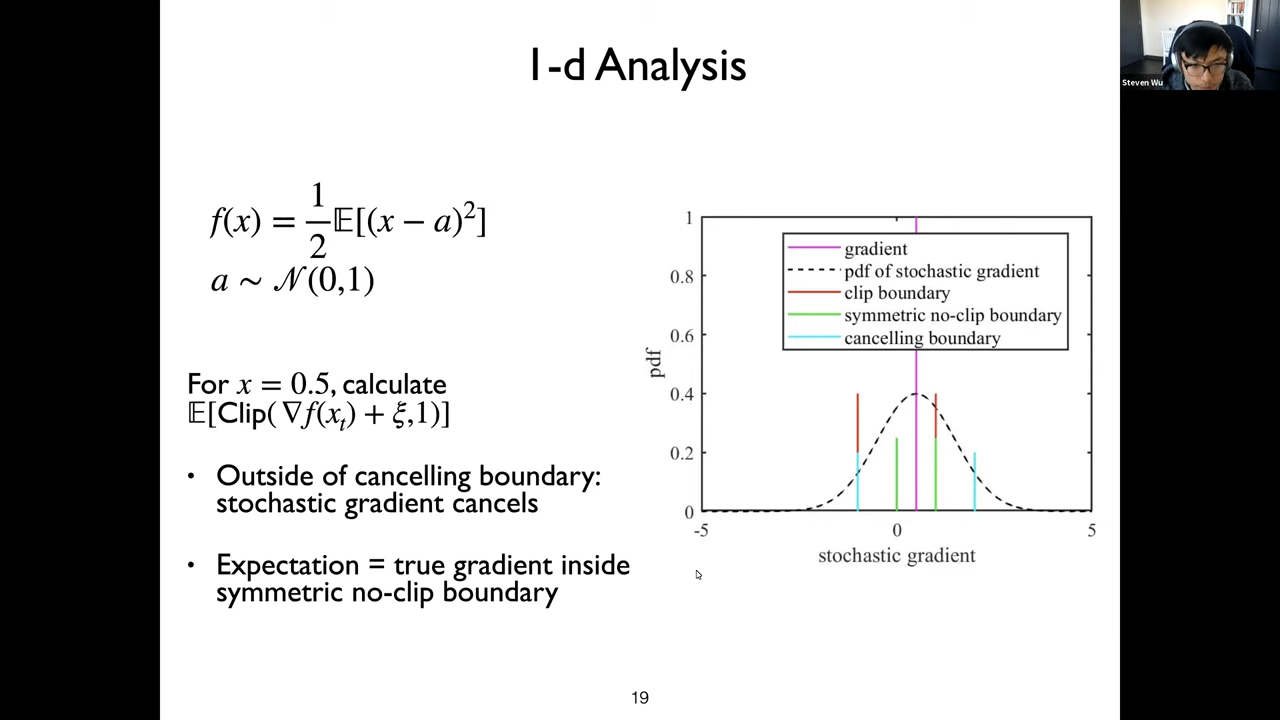 1-d Analysis
Steven Wu
f(x) = \frac{1}{2}𝔼[(x − a)²]
a ∼ 𝒩(0,1)
For x = 0.5, calculate
𝔼[Clip(∇f(xₜ) + ξ,1)]
• Outside of cancelling boundary:
stochastic gradient cancels
• Expectation = true gradient inside
symmetric no-clip boundary
gradient
pdf of stochastic gradient
clip boundary
symmetric no-clip boundary
cancelling boundary
1
0.8
0.6
0.4
0.2
0
pdf
-5
0
5
stochastic gradient
19